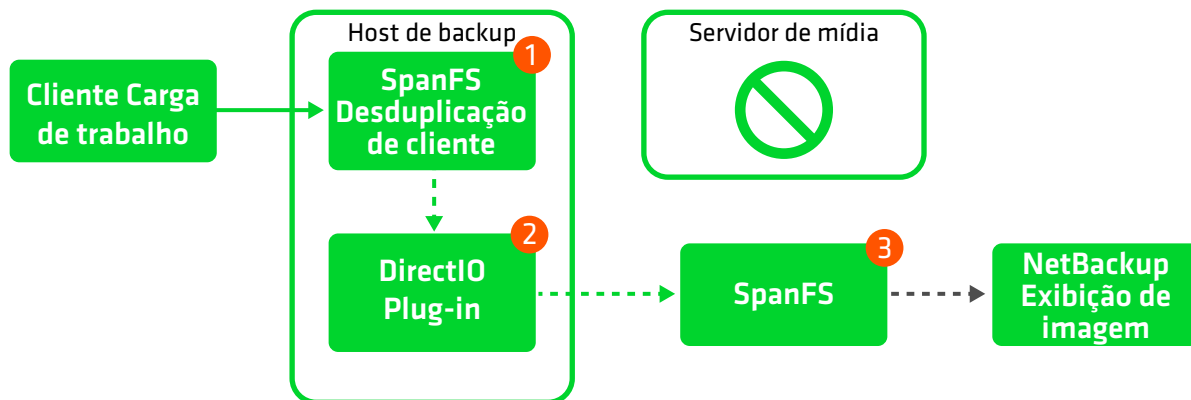 Host de backup
Servidor de mídia
Cliente Carga
de trabalho
1
SpanFS
Desduplicação
de cliente
2
DirectIO
Plug-in
3
SpanFS
NetBackup
Exibição de
imagem